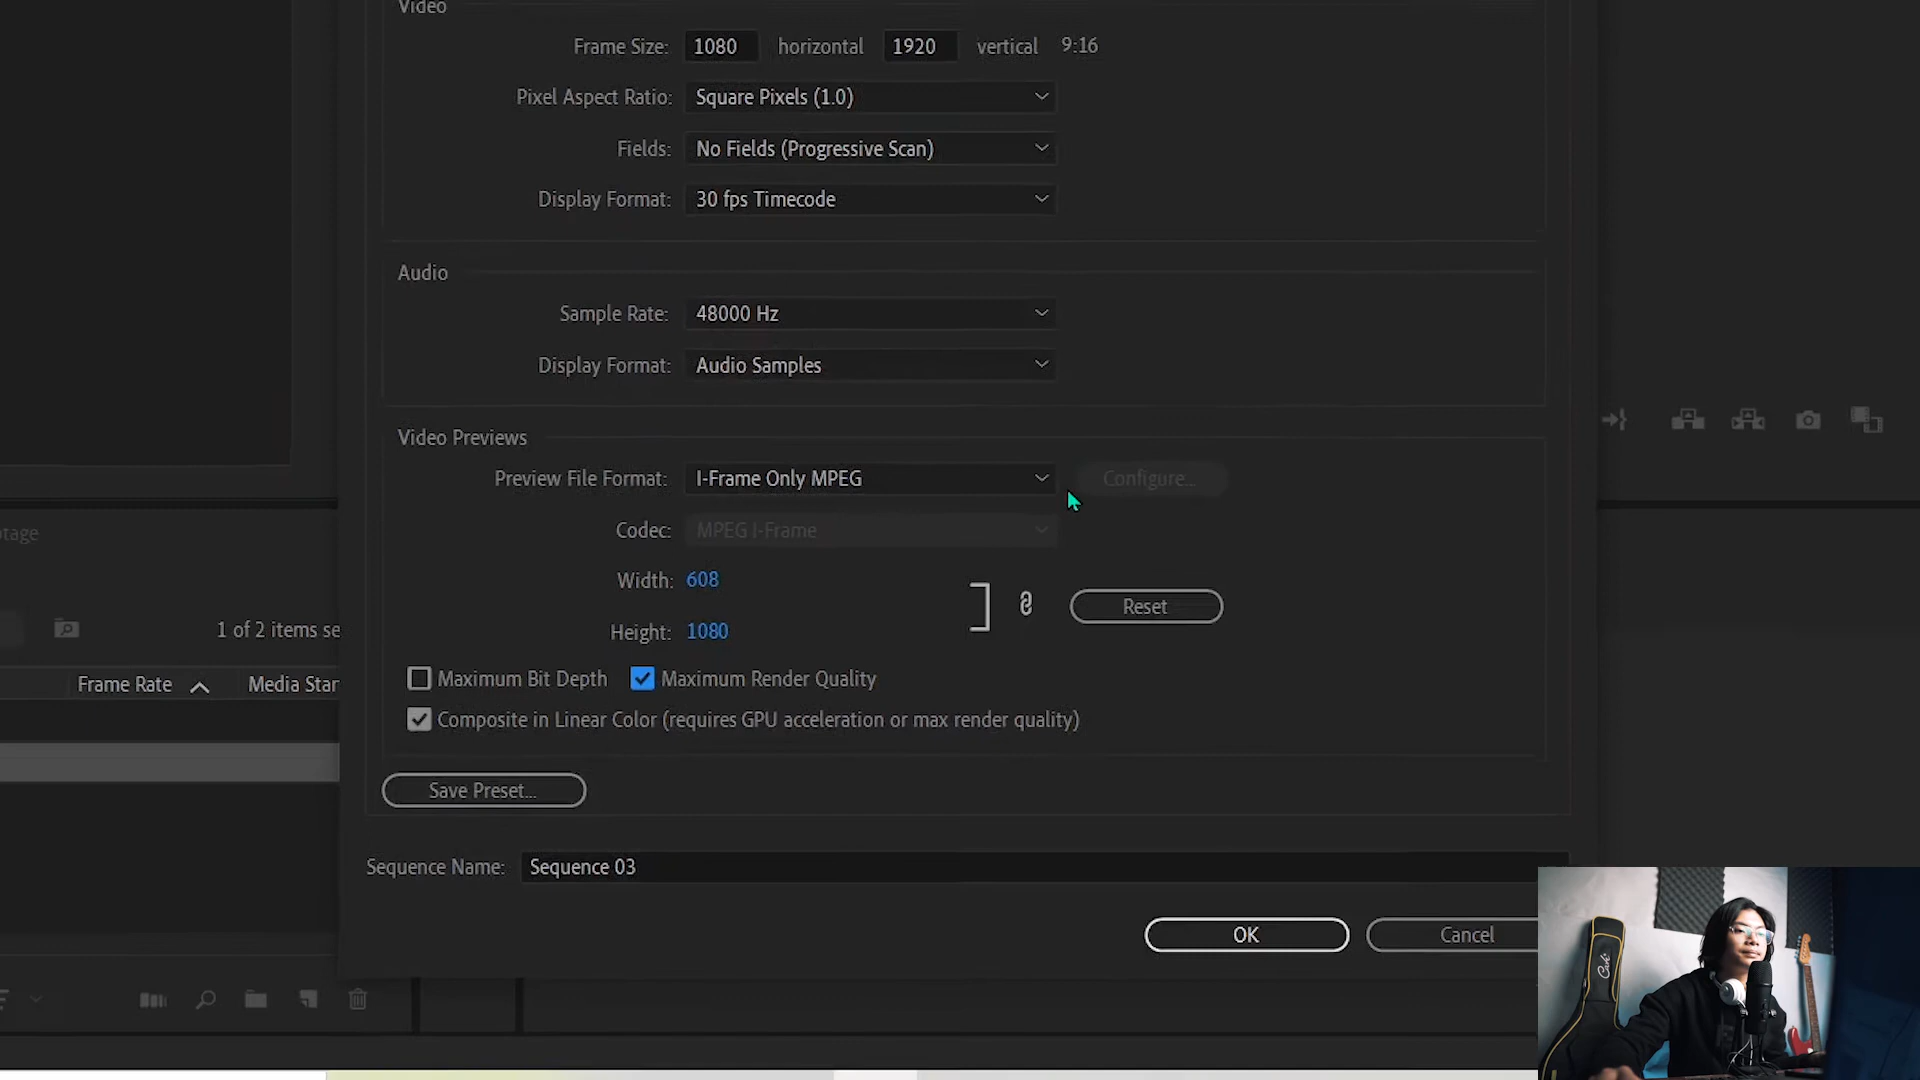 Video
Frame Size: 1080 horizontal 1920 vertical 9:16
Pixel Aspect Ratio: Square Pixels (1.0)
Fields: No Fields (Progressive Scan)
Display Format: 30 fps Timecode
Audio
Sample Rate: 48000 Hz
Display Format: Audio Samples
Video Previews
Preview File Format: I-Frame Only MPEG Configure...
Codec: MPEG I-Frame
Width: 608
Height: 1080
Reset
Maximum Bit Depth Maximum Render Quality
Composite in Linear Color (requires GPU acceleration or max render quality)
Save Preset...
Sequence Name: Sequence 03
OK Cancel
otage
1 of 2 items se
Frame Rate Media Star